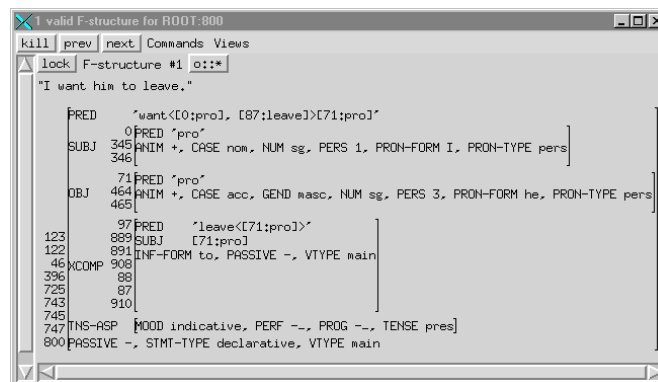 1 valid F-structure for ROOT:800
kill prev next Commands Views
lock F-structure #1 o::*
"I want him to leave."
PRED 'want<[0:pro], [87:leave]>[71:pro]'
0 PRED 'pro'
SUBJ 345 ANIM +, CASE nom, NUM sg, PERS 1, PRON-FORM I, PRON-TYPE pers
346
71 PRED 'pro'
OBJ 464 ANIM +, CASE acc, GEND masc, NUM sg, PERS 3, PRON-FORM he, PRON-TYPE pers
465
97 PRED 'leave<[71:pro]>'
123 889 SUBJ [71:pro]
122 891 INF-FORM to, PASSIVE -, VTYPE main
46 XCOMP 908
396 88
725 87
743 910
745
747 TNS-ASP MOOD indicative, PERF -_, PROG -_, TENSE pres
800 PASSIVE -, STMT-TYPE declarative, VTYPE main